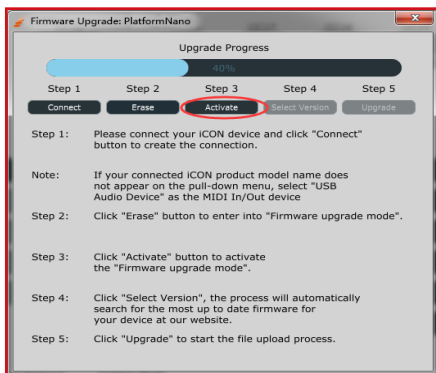 Firmware Upgrade: PlatformNano
Upgrade Progress
40%
Step 1 Step 2 Step 3 Step 4 Step 5
Connect Erase Activate Select Version Upgrade
Step 1: Please connect your iCON device and click "Connect"
button to create the connection.
Note: If your connected iCON product model name does
not appear on the pull-down menu, select "USB
Audio Device" as the MIDI In/Out device
Step 2: Click "Erase" button to enter into "Firmware upgrade mode".
Step 3: Click "Activate" button to activate
the "Firmware upgrade mode".
Step 4: Click "Select Version", the process will automatically
search for the most up to date firmware for
your device at our website.
Step 5: Click "Upgrade" to start the file upload process.